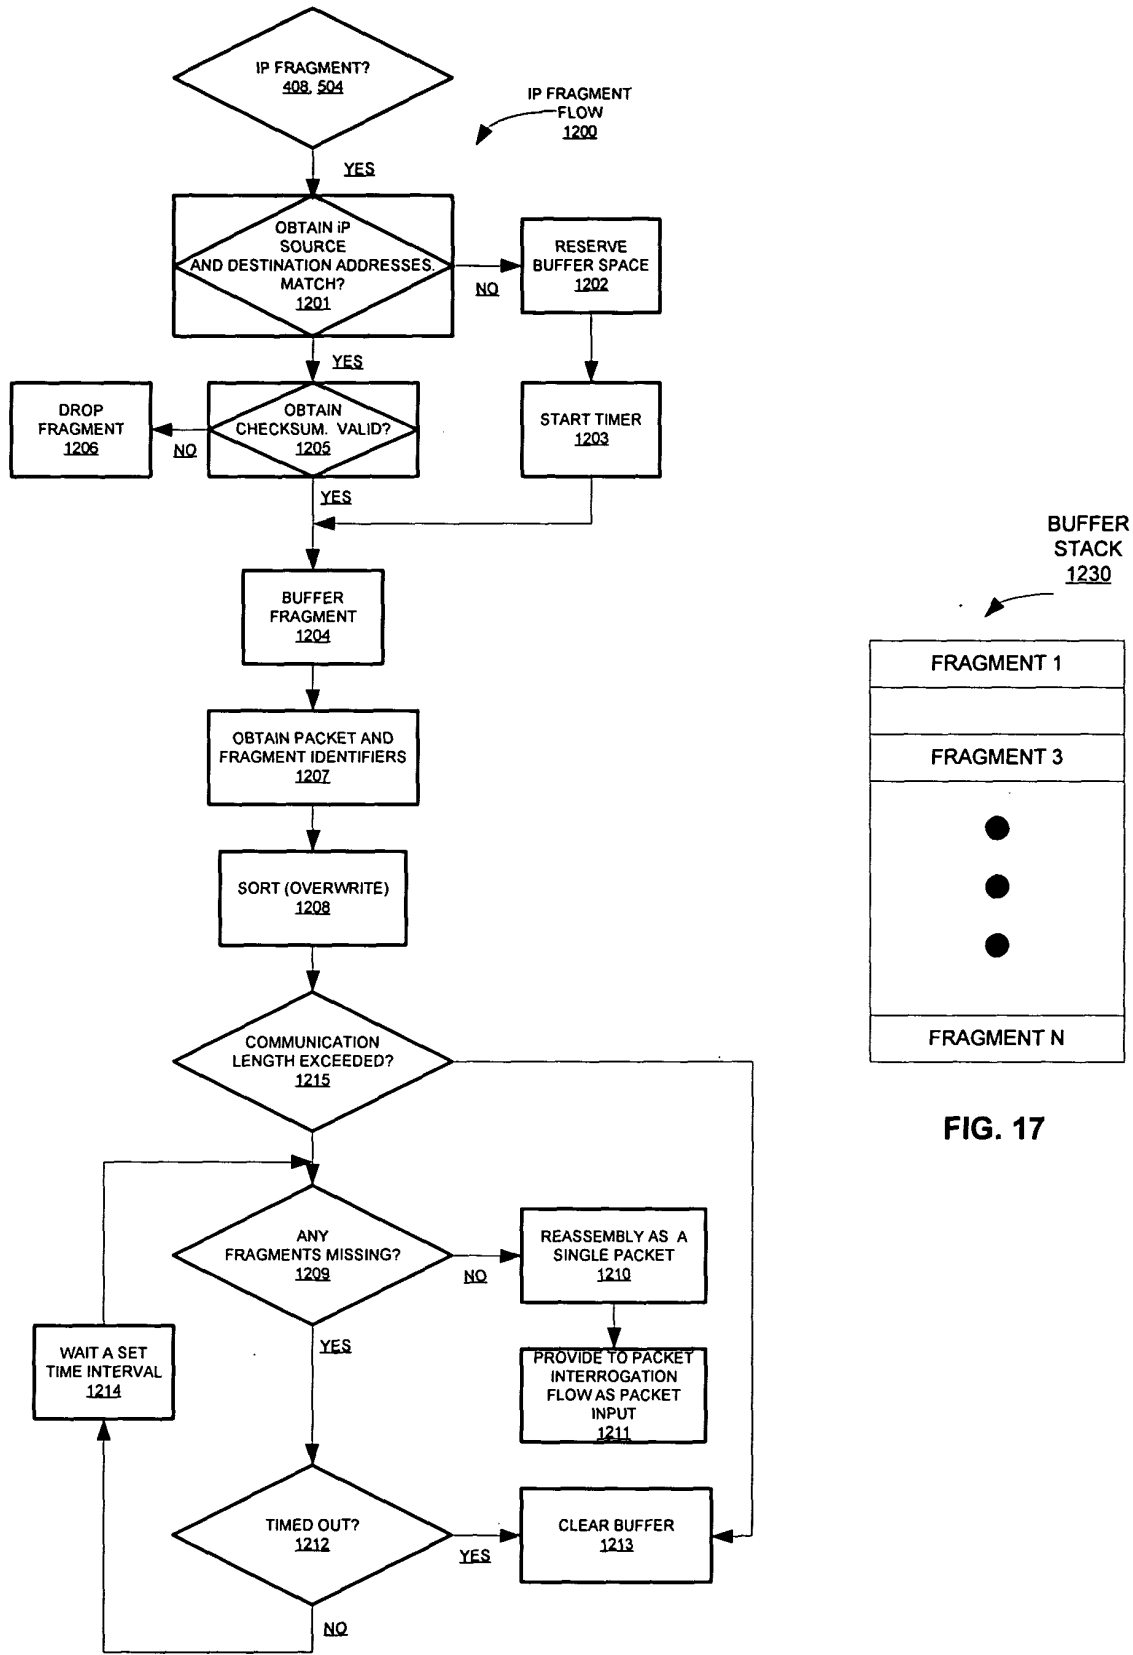 IP FRAGMENT?
408, 504
IP FRAGMENT
FLOW
1200
YES
OBTAIN iP
SOURCE
AND DESTINATION ADDRESSES.
MATCH?
1201
NO
RESERVE
BUFFER SPACE
1202
YES
DROP
FRAGMENT
1206
NO
OBTAIN
CHECKSUM. VALID?
1205
START TIMER
1203
YES
BUFFER
STACK
1230
BUFFER
FRAGMENT
1204
FRAGMENT 1
FRAGMENT 3
FRAGMENT N
OBTAIN PACKET AND
FRAGMENT IDENTIFIERS
1207
SORT (OVERWRITE)
1208
COMMUNICATION
LENGTH EXCEEDED?
1215
FIG. 17
ANY
FRAGMENTS MISSING?
1209
NO
REASSEMBLY AS A
SINGLE PACKET
1210
YES
WAIT A SET
TIME INTERVAL
1214
PROVIDE TO PACKET
INTERROGATION
FLOW AS PACKET
INPUT
1211
TIMED OUT?
1212
YES
CLEAR BUFFER
1213
NO